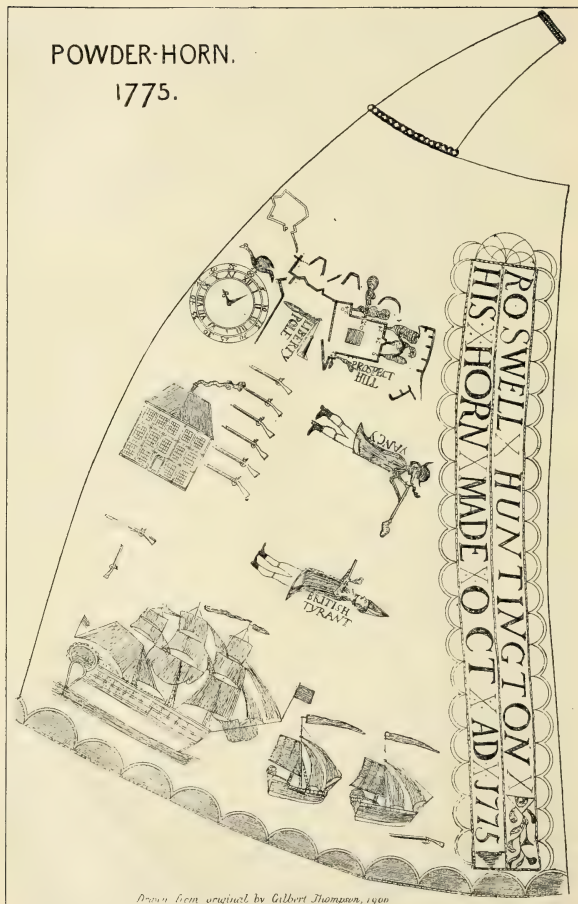 POWDER-HORN.
1775.
LIBERTY
POLE
PROSPECT
HILL
BRITISH
TYRANT
ROSWELL HUNTINGTON
HIS HORN MADE OCT AD 1775
Drawn from original by Gilbert Thompson, 1900